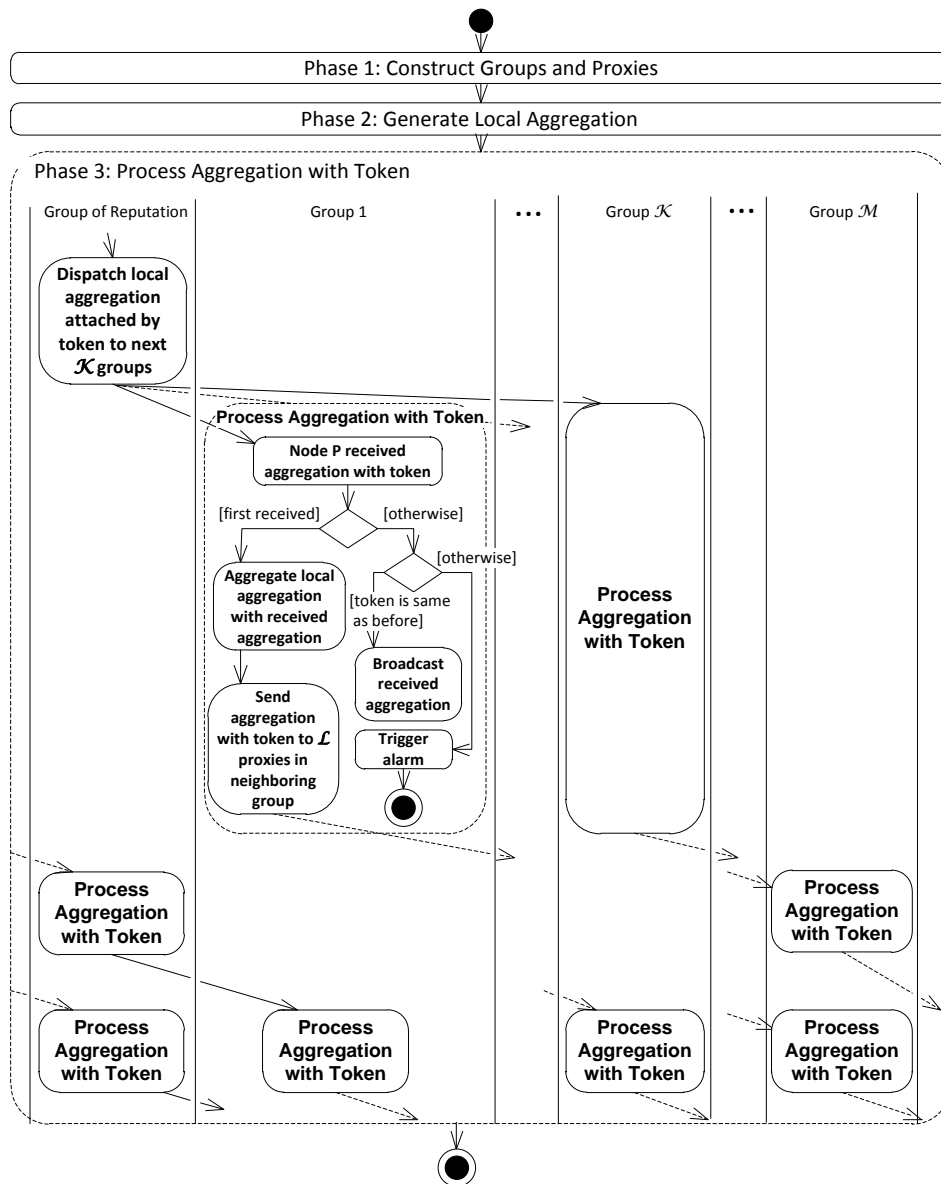 Phase 1: Construct Groups and Proxies
Phase 2: Generate Local Aggregation
Phase 3: Process Aggregation with Token
Group of Reputation
Group 1
...
Group 𝒦
...
Group ℳ
Dispatch local
aggregation
attached by
token to next
𝒦 groups
Process Aggregation with Token
Node P received
aggregation with token
[first received]
[otherwise]
[otherwise]
Aggregate local
aggregation
with received
aggregation
[token is same
as before]
Broadcast
received
aggregation
Send
aggregation
with token to ℒ
proxies in
neighboring
group
Trigger
alarm
Process
Aggregation
with Token
Process
Aggregation
with Token
Process
Aggregation
with Token
Process
Aggregation
with Token
Process
Aggregation
with Token
Process
Aggregation
with Token
Process
Aggregation
with Token